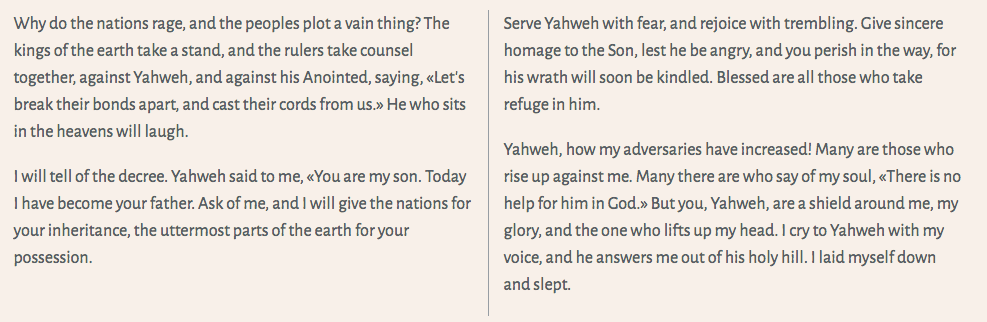 Why do the nations rage, and the peoples plot a vain thing? The
kings of the earth take a stand, and the rulers take counsel
together, against Yahweh, and against his Anointed, saying, «Let's
break their bonds apart, and cast their cords from us.» He who sits
in the heavens will laugh.
I will tell of the decree. Yahweh said to me, «You are my son. Today
I have become your father. Ask of me, and I will give the nations for
your inheritance, the uttermost parts of the earth for your
possession.
Serve Yahweh with fear, and rejoice with trembling. Give sincere
homage to the Son, lest he be angry, and you perish in the way, for
his wrath will soon be kindled. Blessed are all those who take
refuge in him.
Yahweh, how my adversaries have increased! Many are those who
rise up against me. Many there are who say of my soul, «There is no
help for him in God.» But you, Yahweh, are a shield around me, my
glory, and the one who lifts up my head. I cry to Yahweh with my
voice, and he answers me out of his holy hill. I laid myself down
and slept.